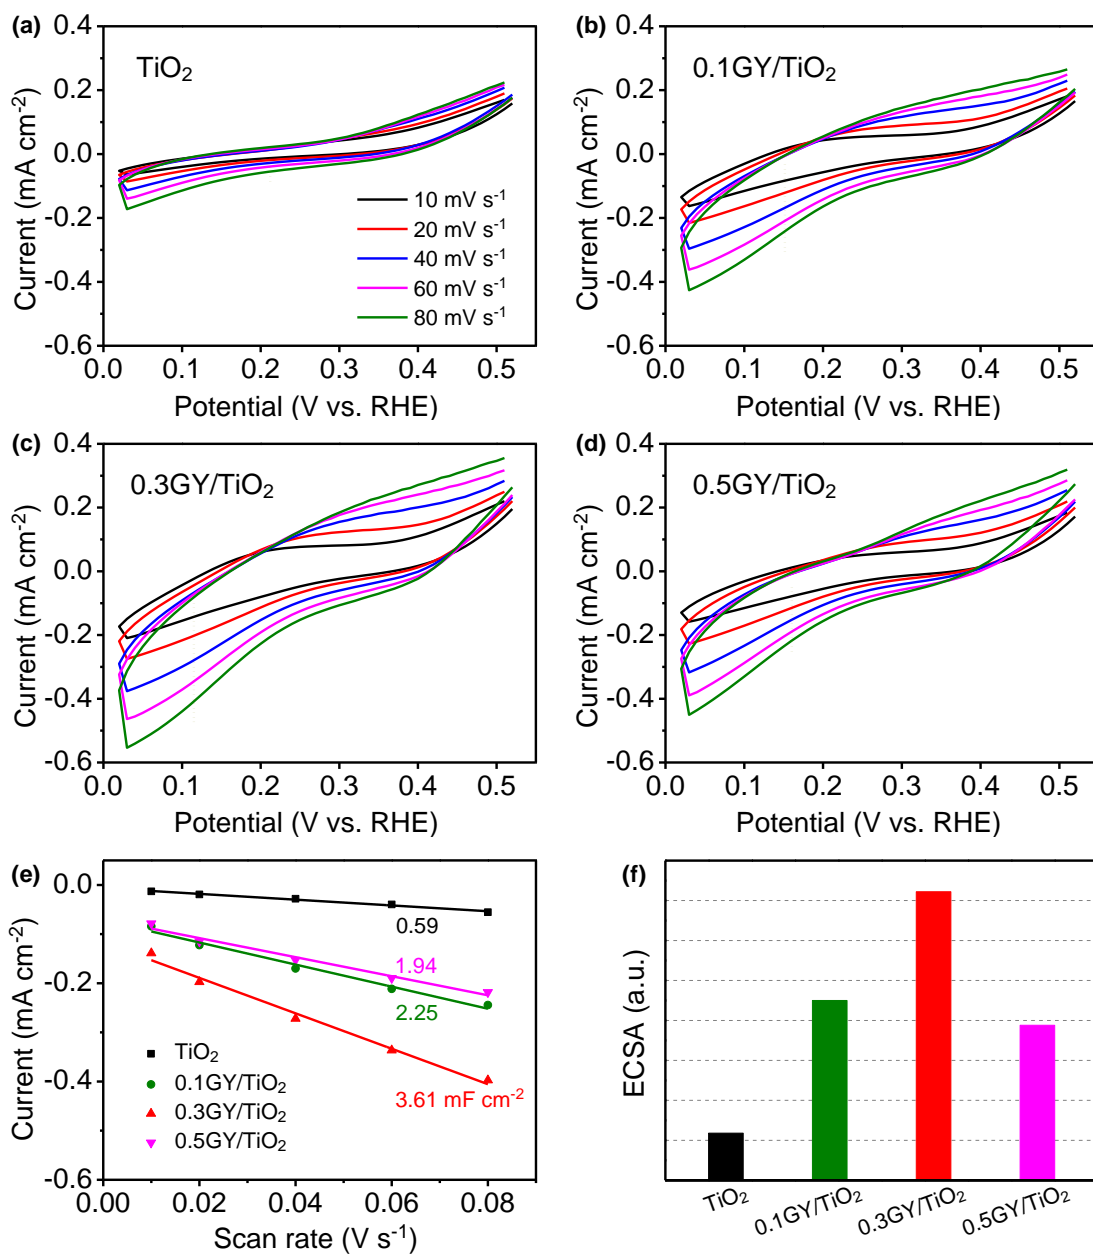 (a)
TiO₂
0.4
0.2
0.0
-0.2
-0.4
-0.6
Current (mA cm⁻²)
10 mV s⁻¹
20 mV s⁻¹
40 mV s⁻¹
60 mV s⁻¹
80 mV s⁻¹
0.0 0.1 0.2 0.3 0.4 0.5
Potential (V vs. RHE)
(b)
0.1GY/TiO₂
0.4
0.2
0.0
-0.2
-0.4
-0.6
Current (mA cm⁻²)
0.0 0.1 0.2 0.3 0.4 0.5
Potential (V vs. RHE)
(c)
0.3GY/TiO₂
0.4
0.2
0.0
-0.2
-0.4
-0.6
Current (mA cm⁻²)
0.0 0.1 0.2 0.3 0.4 0.5
Potential (V vs. RHE)
(d)
0.5GY/TiO₂
0.4
0.2
0.0
-0.2
-0.4
-0.6
Current (mA cm⁻²)
0.0 0.1 0.2 0.3 0.4 0.5
Potential (V vs. RHE)
(e)
0.0
-0.2
-0.4
-0.6
Current (mA cm⁻²)
0.59
1.94
2.25
3.61 mF cm⁻²
TiO₂
0.1GY/TiO₂
0.3GY/TiO₂
0.5GY/TiO₂
0.00 0.02 0.04 0.06 0.08
Scan rate (V s⁻¹)
(f)
ECSA (a.u.)
TiO₂
0.1GY/TiO₂
0.3GY/TiO₂
0.5GY/TiO₂